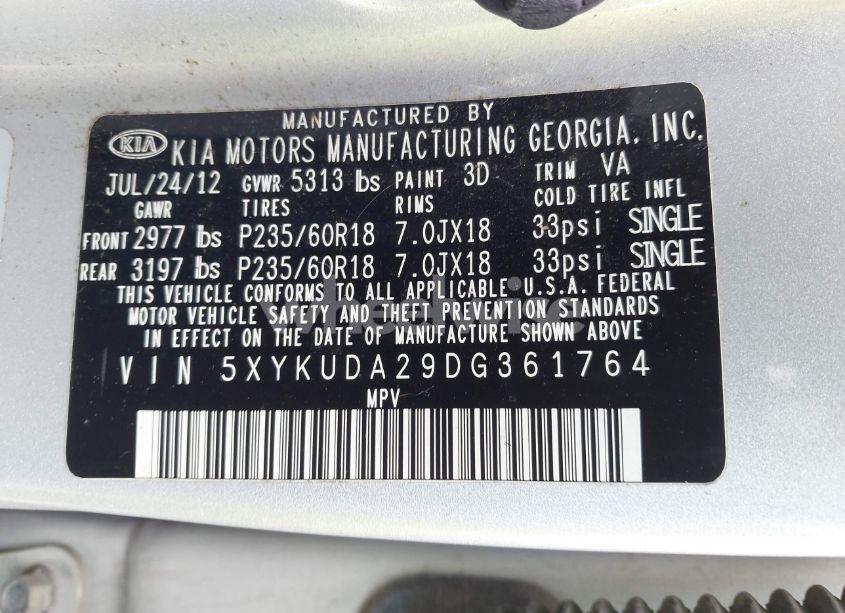 MANUFACTURED BY
KIA KIA MOTORS MANUFACTURING GEORGIA, INC.
JUL/24/12 GVWR 5313 lbs PAINT 3D TRIM VA
GAWR TIRES RIMS COLD TIRE INFL
FRONT 2977 lbs P235/60R18 7.0JX18 33psi SINGLE
REAR 3197 lbs P235/60R18 7.0JX18 33psi SINGLE
THIS VEHICLE CONFORMS TO ALL APPLICABLE U.S.A. FEDERAL
MOTOR VEHICLE SAFETY AND THEFT PREVENTION STANDARDS
IN EFFECT ON THE DATE OF MANUFACTURE SHOWN ABOVE
VIN 5XYKUDA29DG361764
MPV